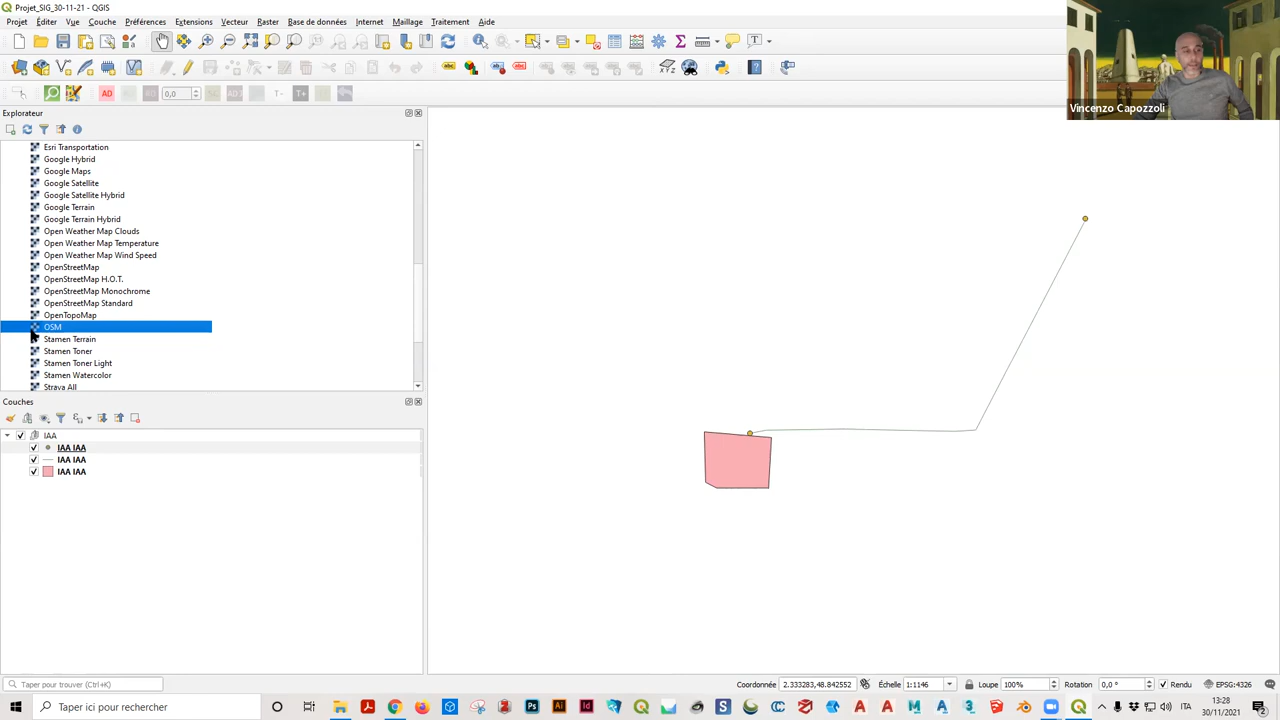 Projet_SIG_30-11-21 - QGIS
Projet Éditer Vue Couche Préférences Extensions Vecteur Raster Base de données Internet Maillage Traitement Aide
Vincenzo Capozzoli
Explorateur
Esri Transportation
Google Hybrid
Google Maps
Google Satellite
Google Satellite Hybrid
Google Terrain
Google Terrain Hybrid
Open Weather Map Clouds
Open Weather Map Temperature
Open Weather Map Wind Speed
OpenStreetMap
OpenStreetMap H.O.T.
OpenStreetMap Monochrome
OpenStreetMap Standard
OpenTopoMap
OSM
Stamen Terrain
Stamen Toner
Stamen Toner Light
Stamen Watercolor
Strava All
Couches
IAA
IAA IAA
IAA IAA
IAA IAA
Taper pour trouver (Ctrl+K)
Coordonnée 2.333283,48.842552 Échelle 1:1146 Loupe 100% Rotation 0,0 ° Rendu EPSG:4326
Taper ici pour rechercher
ITA
13:28
30/11/2021